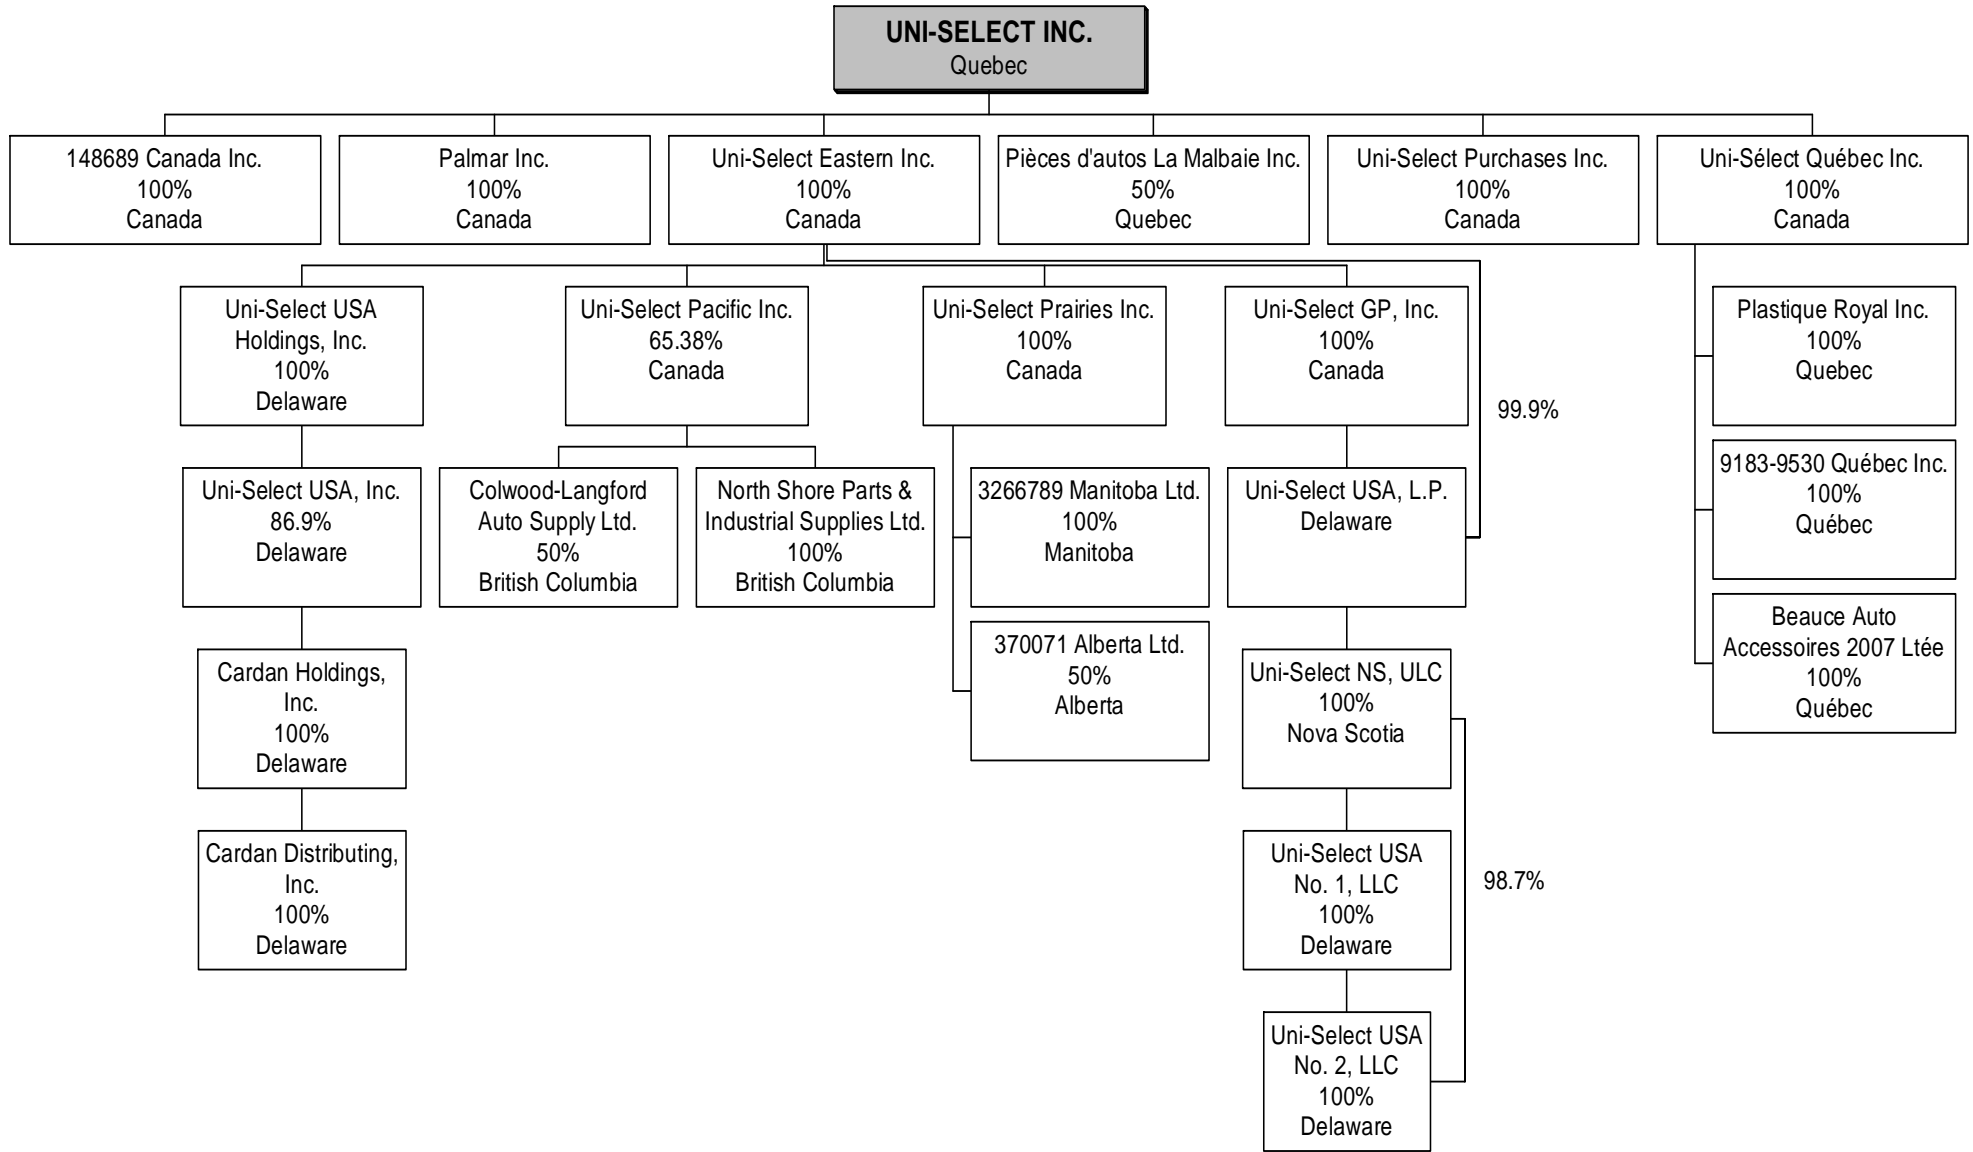 UNI-SELECT INC.
Quebec
148689 Canada Inc.
100%
Canada
Palmar Inc.
100%
Canada
Uni-Select Eastern Inc.
100%
Canada
Pièces d'autos La Malbaie Inc.
50%
Quebec
Uni-Select Purchases Inc.
100%
Canada
Uni-Sélect Québec Inc.
100%
Canada
Uni-Select USA
Holdings, Inc.
100%
Delaware
Uni-Select Pacific Inc.
65.38%
Canada
Uni-Select Prairies Inc.
100%
Canada
Uni-Select GP, Inc.
100%
Canada
99.9%
Plastique Royal Inc.
100%
Quebec
Uni-Select USA, Inc.
86.9%
Delaware
Colwood-Langford
Auto Supply Ltd.
50%
British Columbia
North Shore Parts &
Industrial Supplies Ltd.
100%
British Columbia
3266789 Manitoba Ltd.
100%
Manitoba
Uni-Select USA, L.P.
Delaware
9183-9530 Québec Inc.
100%
Québec
Cardan Holdings,
Inc.
100%
Delaware
370071 Alberta Ltd.
50%
Alberta
Uni-Select NS, ULC
100%
Nova Scotia
Beauce Auto
Accessoires 2007 Ltée
100%
Québec
Cardan Distributing,
Inc.
100%
Delaware
Uni-Select USA
No. 1, LLC
100%
Delaware
98.7%
Uni-Select USA
No. 2, LLC
100%
Delaware